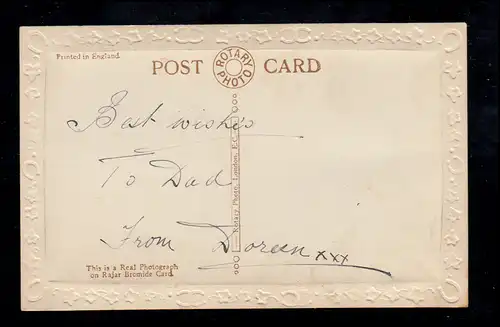 Printed in England.
POST CARD
ROTARY PHOTO
Best wishes
To Dad
From Doreen xxx
Rotary Photo, London, E.C.
This is a Real Photograph
on Rajar Bromide Card.